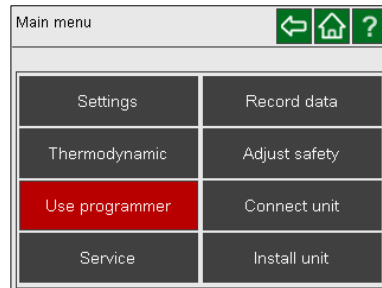 Main menu
?
Settings
Record data
Thermodynamic
Adjust safety
Use programmer
Connect unit
Service
Install unit